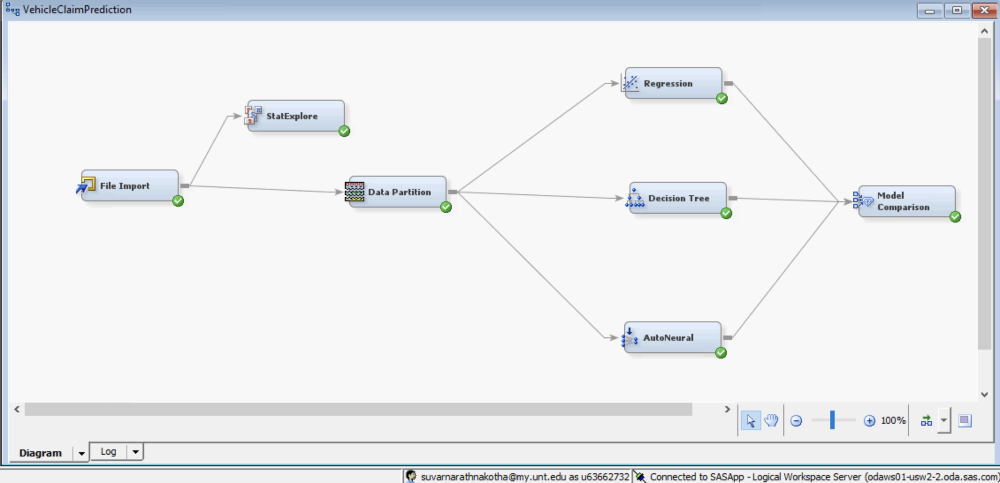 VehicleClaimPrediction
Regression
StatExplore
File Import
Data Partition
Decision Tree
Model
Comparison
AutoNeural
100%
Diagram
Log
suvarnarathnakotha@my.unt.edu as u63662732
Connected to SASApp - Logical Workspace Server (odaws01-usw2-2.oda.sas.com)